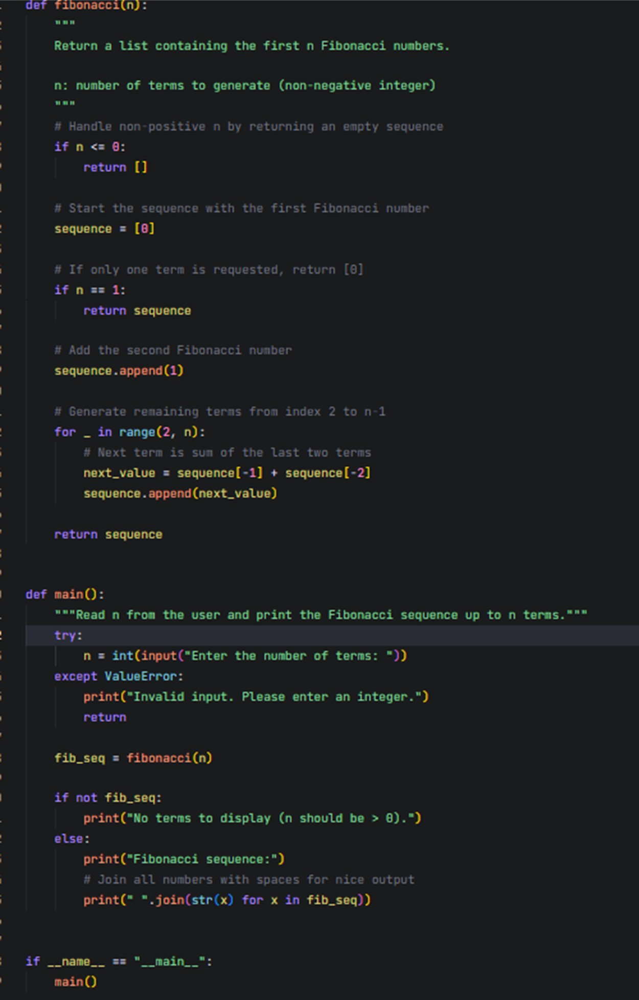 def fibonacci(n):
    """
    Return a list containing the first n Fibonacci numbers.

    n: number of terms to generate (non-negative integer)
    """
    # Handle non-positive n by returning an empty sequence
    if n <= 0:
        return []

    # Start the sequence with the first Fibonacci number
    sequence = [0]

    # If only one term is requested, return [0]
    if n == 1:
        return sequence

    # Add the second Fibonacci number
    sequence.append(1)

    # Generate remaining terms from index 2 to n-1
    for _ in range(2, n):
        # Next term is sum of the last two terms
        next_value = sequence[-1] + sequence[-2]
        sequence.append(next_value)

    return sequence


def main():
    """Read n from the user and print the Fibonacci sequence up to n terms."""
    try:
        n = int(input("Enter the number of terms: "))
    except ValueError:
        print("Invalid input. Please enter an integer.")
        return

    fib_seq = fibonacci(n)

    if not fib_seq:
        print("No terms to display (n should be > 0).")
    else:
        print("Fibonacci sequence:")
        # Join all numbers with spaces for nice output
        print(" ".join(str(x) for x in fib_seq))


if __name__ == "__main__":
    main()